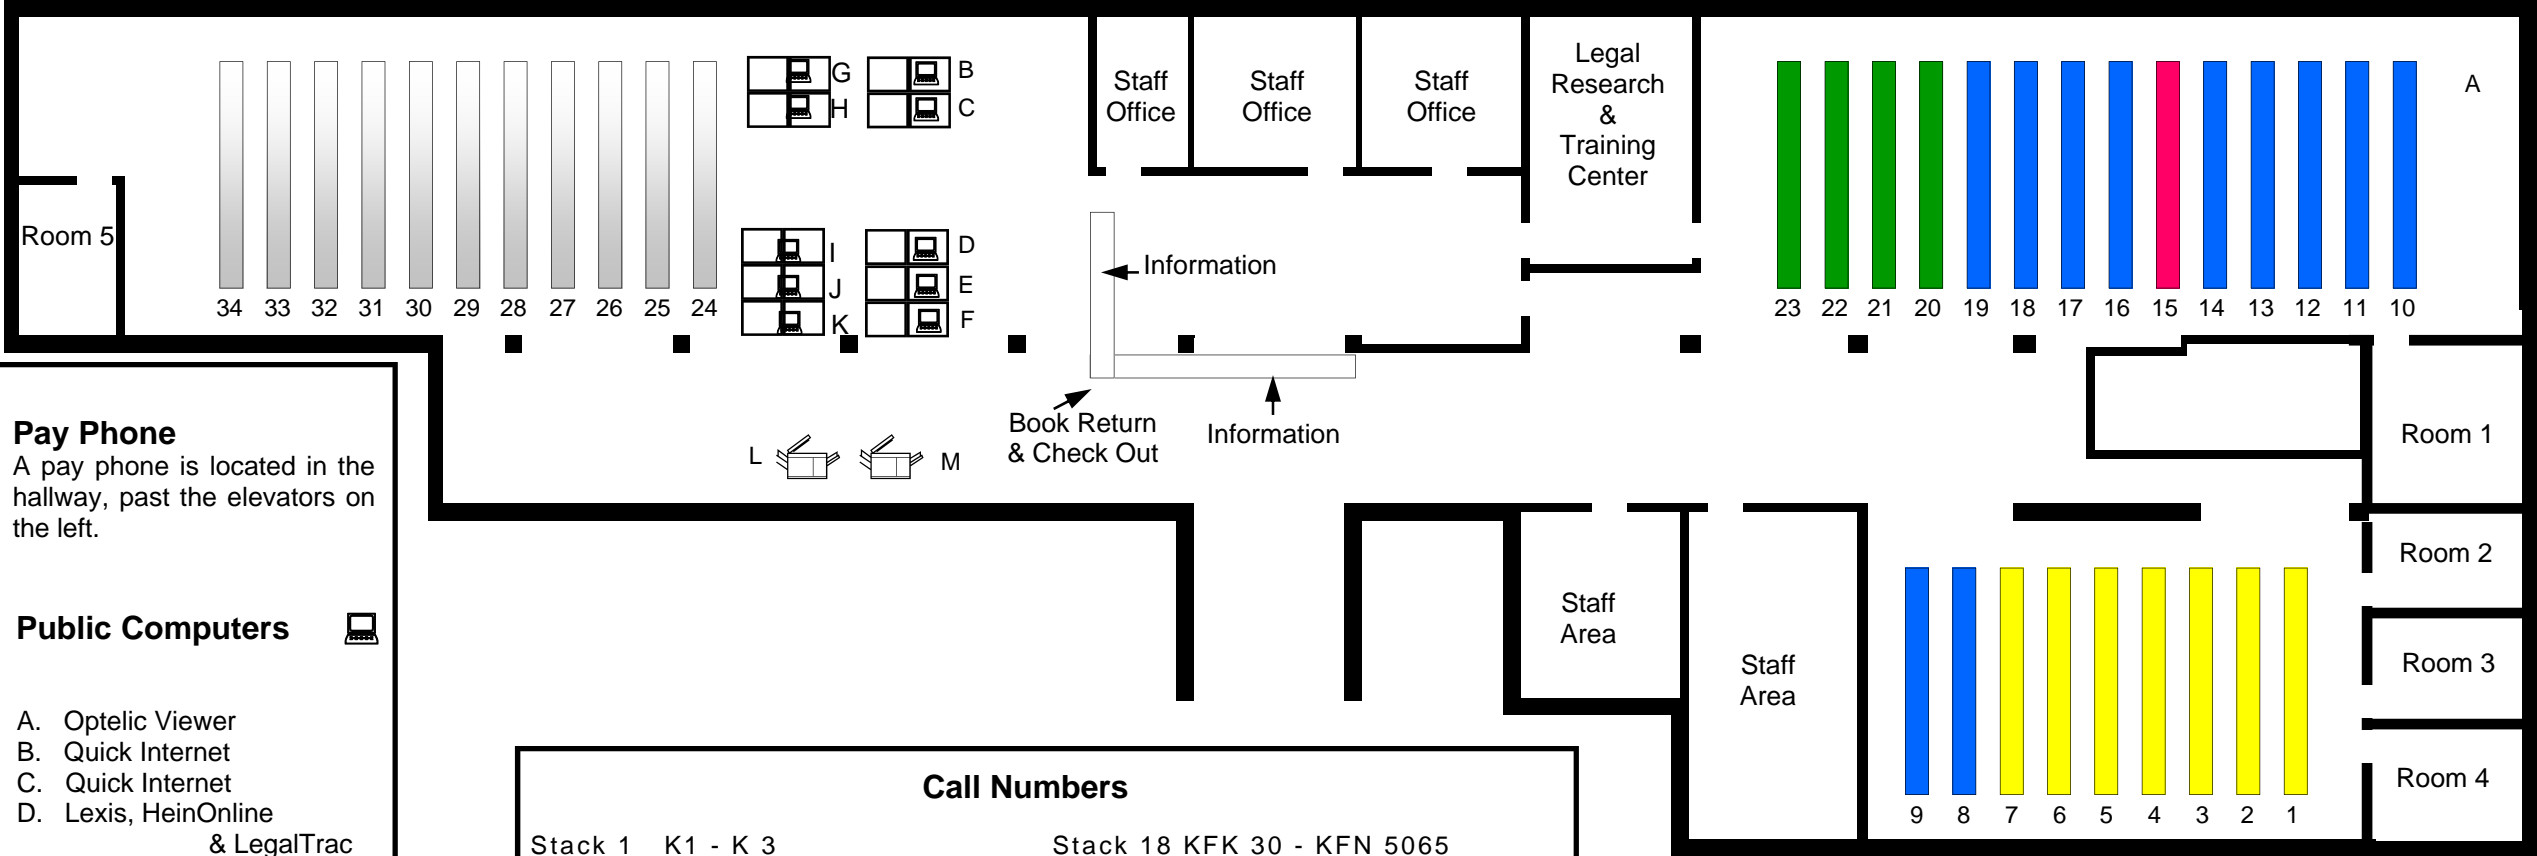 G
B
H
C
Staff
Office
Staff
Office
Staff
Office
Legal
Research
&
Training
Center
A
Room 5
I
D
J
E
K
F
Information
34 33 32 31 30 29 28 27 26 25 24
23 22 21 20 19 18 17 16 15 14 13 12 11 10
Book Return
& Check Out
Information
L
M
Room 1
Room 2
Room 3
Room 4
Staff
Area
Staff
Area
9 8 7 6 5 4 3 2 1
Pay Phone
A pay phone is located in the
hallway, past the elevators on
the left.
Public Computers
A. Optelic Viewer
B. Quick Internet
C. Quick Internet
D. Lexis, HeinOnline
& LegalTrac
Call Numbers
Stack 1 K1 - K 3
Stack 18 KFK 30 - KFN 5065